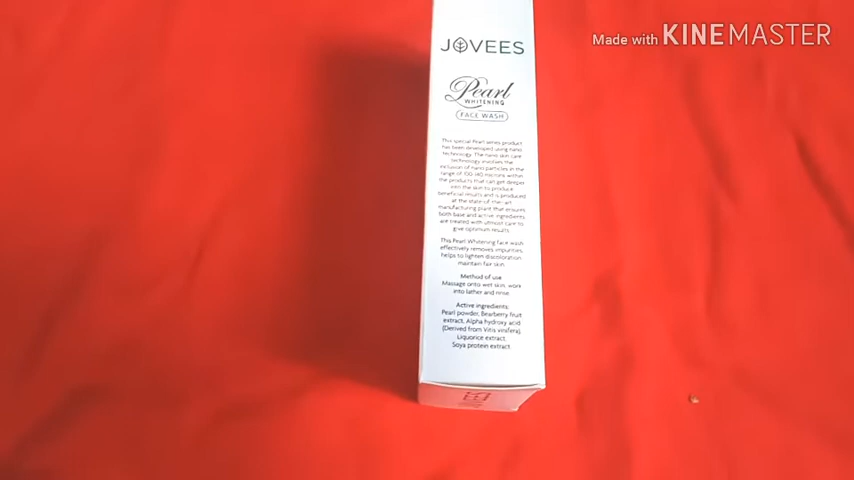 Made with KINEMASTER
JOVEES
Pearl
WHITENING
FACE WASH
This special Pearl series product
has been developed using nano
technology. The nano skin care
technology involves the
inclusion of nano particles in the
range of 100-140 microns within
the products that can get deeper
into the skin to produce
beneficial results and is produced
at the state-of-the-art
manufacturing plant that ensures
both base and active ingredients
are treated with utmost care to
give optimum results.
This Pearl Whitening face wash
effectively removes impurities,
helps to lighten discoloration
maintain fair skin.
Method of use
Massage onto wet skin, work
into lather and rinse.
Active ingredients:
Pearl powder, Bearberry fruit
extract, Alpha hydroxy acid
(Derived from Vitis vinifera),
Liquorice extract,
Soya protein extract.